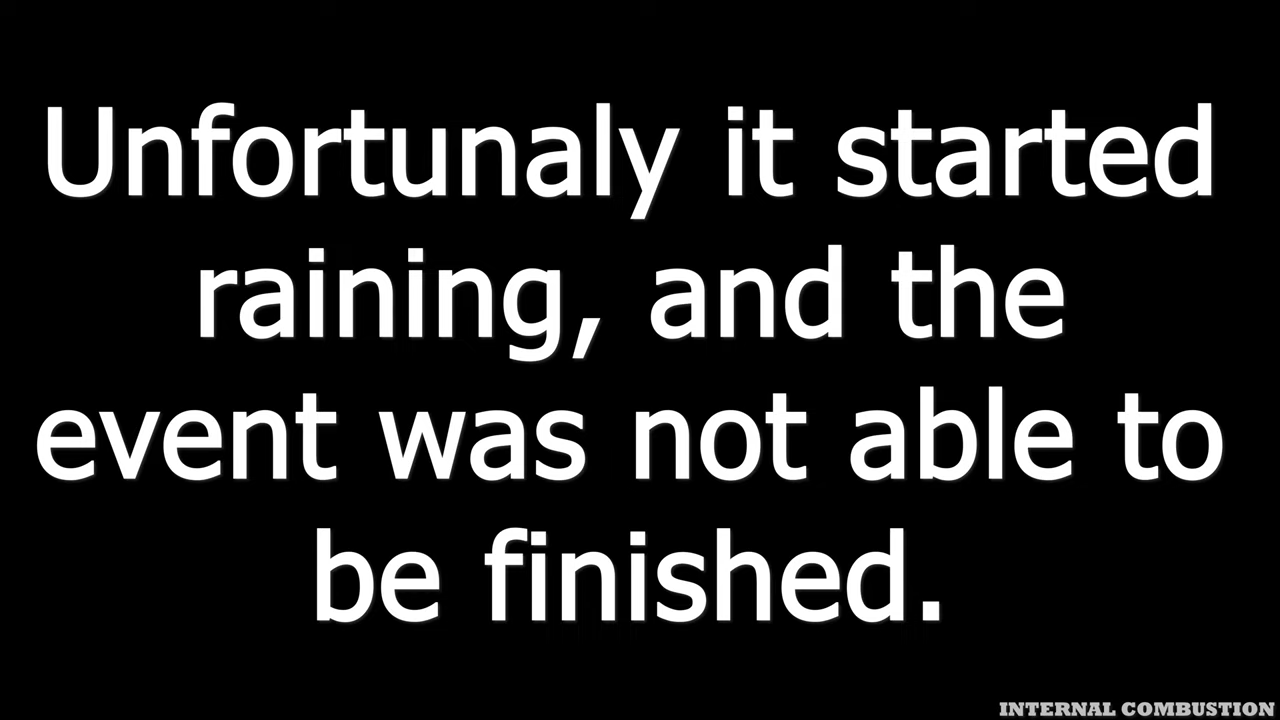 Unfortunaly it started
raining, and the
event was not able to
be finished.
INTERNAL COMBUSTION